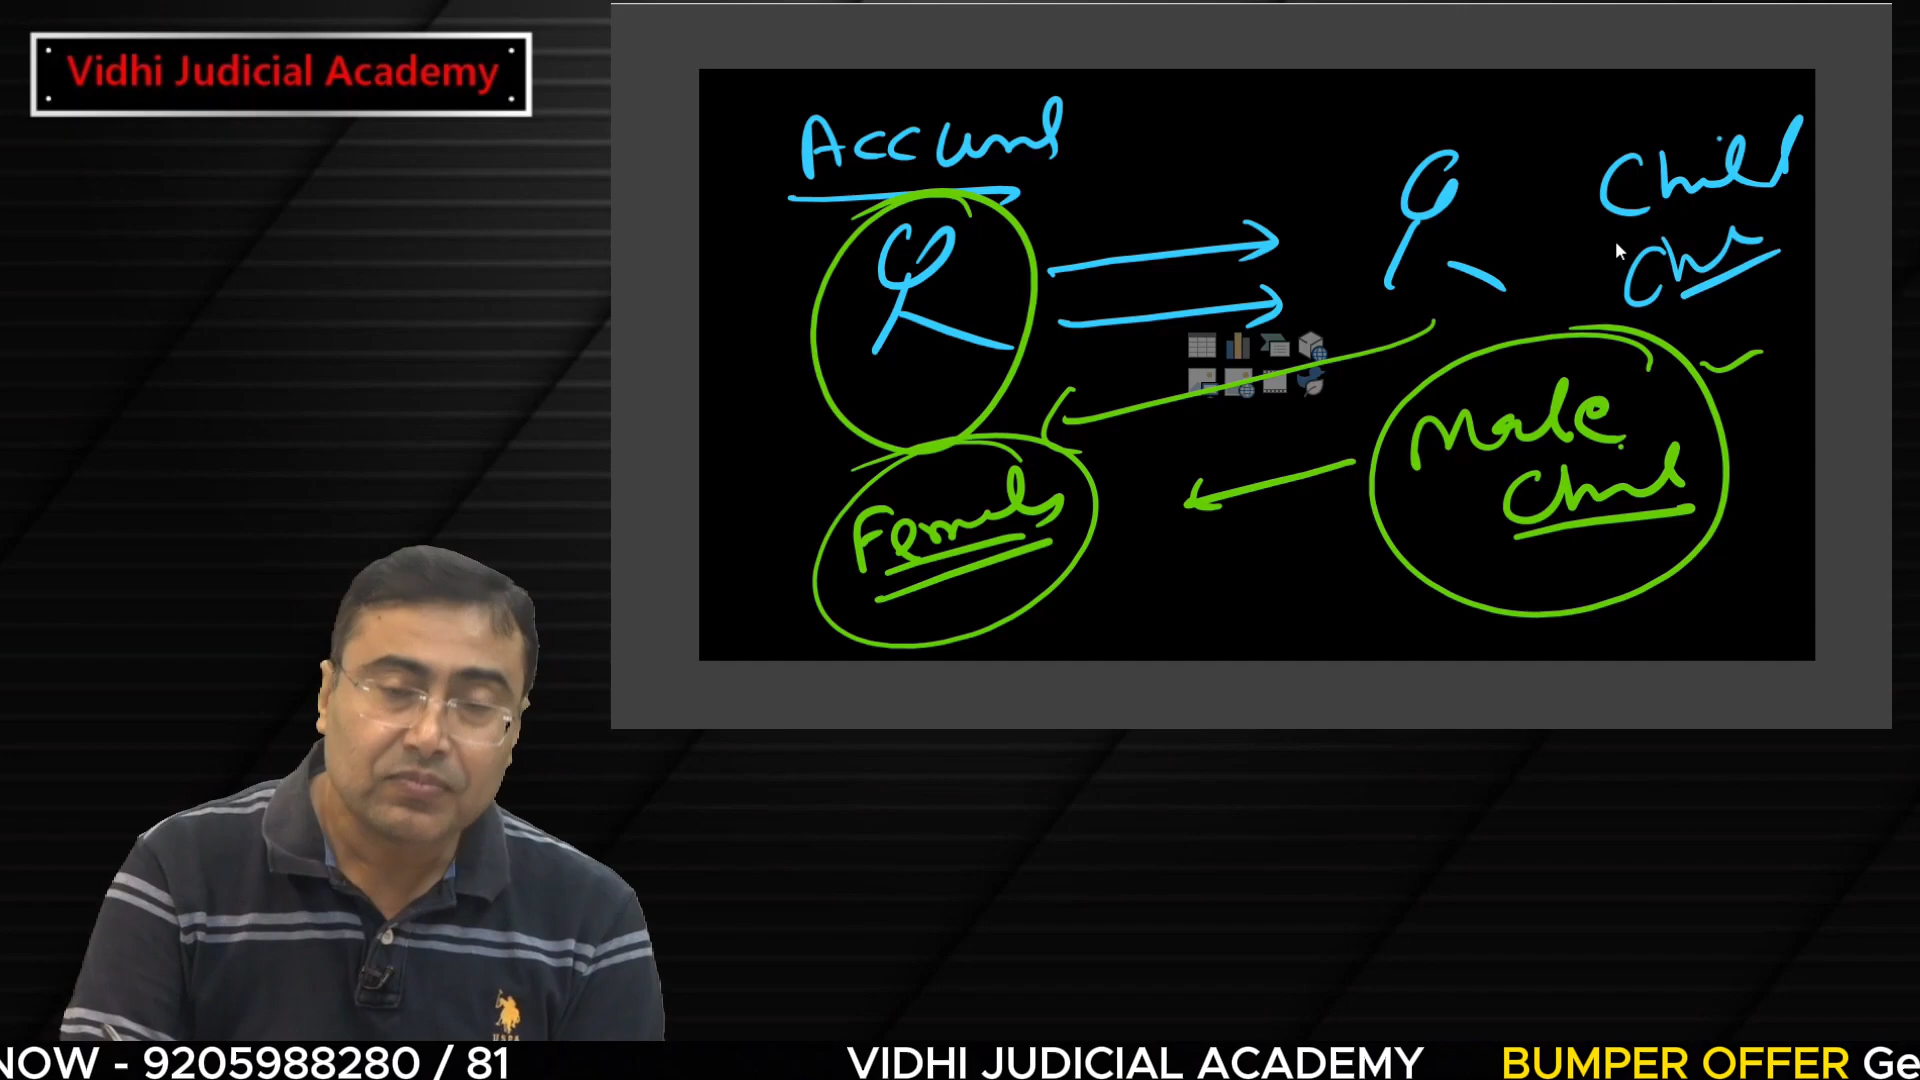 Vidhi Judicial Academy
Accused
Child
Male
Child
Female
NOW - 9205988280 / 81 VIDHI JUDICIAL ACADEMY BUMPER OFFER Ge